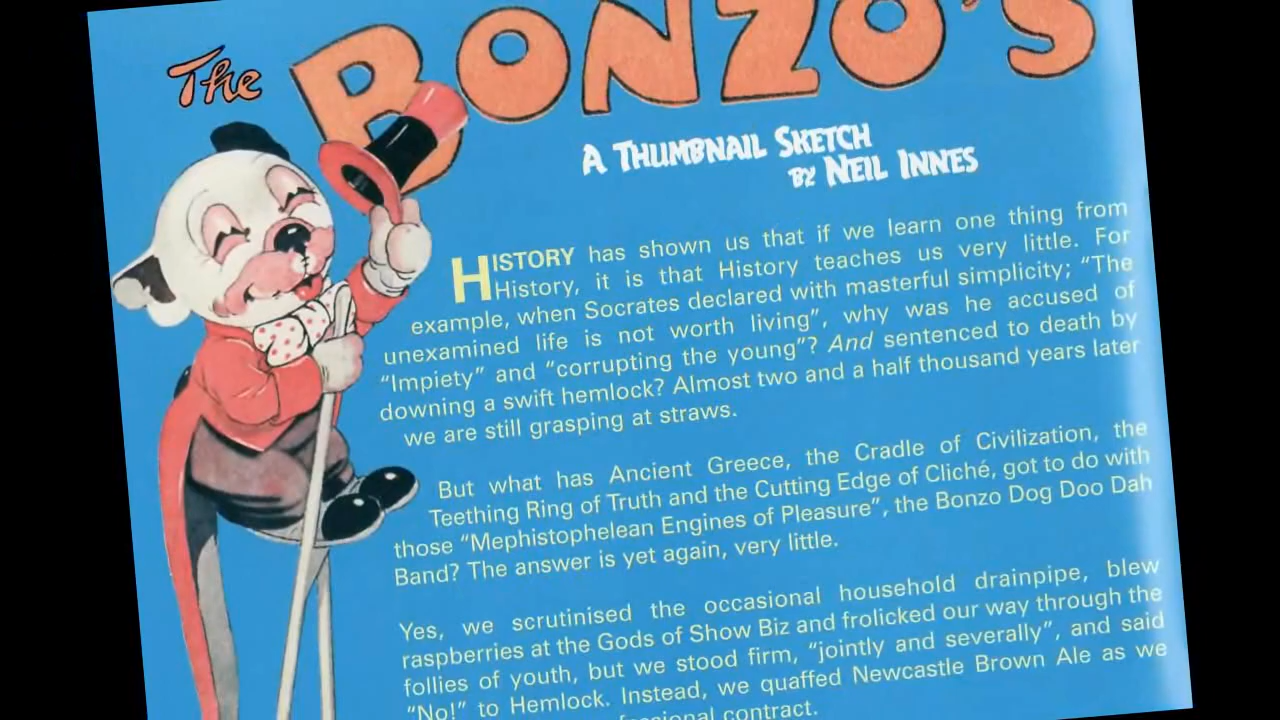 The BONZO'S
A THUMBNAIL SKETCH
BY NEIL INNES
HISTORY has shown us that if we learn one thing from
History, it is that History teaches us very little. For
example, when Socrates declared with masterful simplicity; “The
unexamined life is not worth living”, why was he accused of
“Impiety” and “corrupting the young”? And sentenced to death by
downing a swift hemlock? Almost two and a half thousand years later
we are still grasping at straws.
But what has Ancient Greece, the Cradle of Civilization, the
Teething Ring of Truth and the Cutting Edge of Cliché, got to do with
those “Mephistophelean Engines of Pleasure”, the Bonzo Dog Doo Dah
Band? The answer is yet again, very little.
Yes, we scrutinised the occasional household drainpipe, blew
raspberries at the Gods of Show Biz and frolicked our way through the
follies of youth, but we stood firm, “jointly and severally”, and said
“No!” to Hemlock. Instead, we quaffed Newcastle Brown Ale as we
contract.